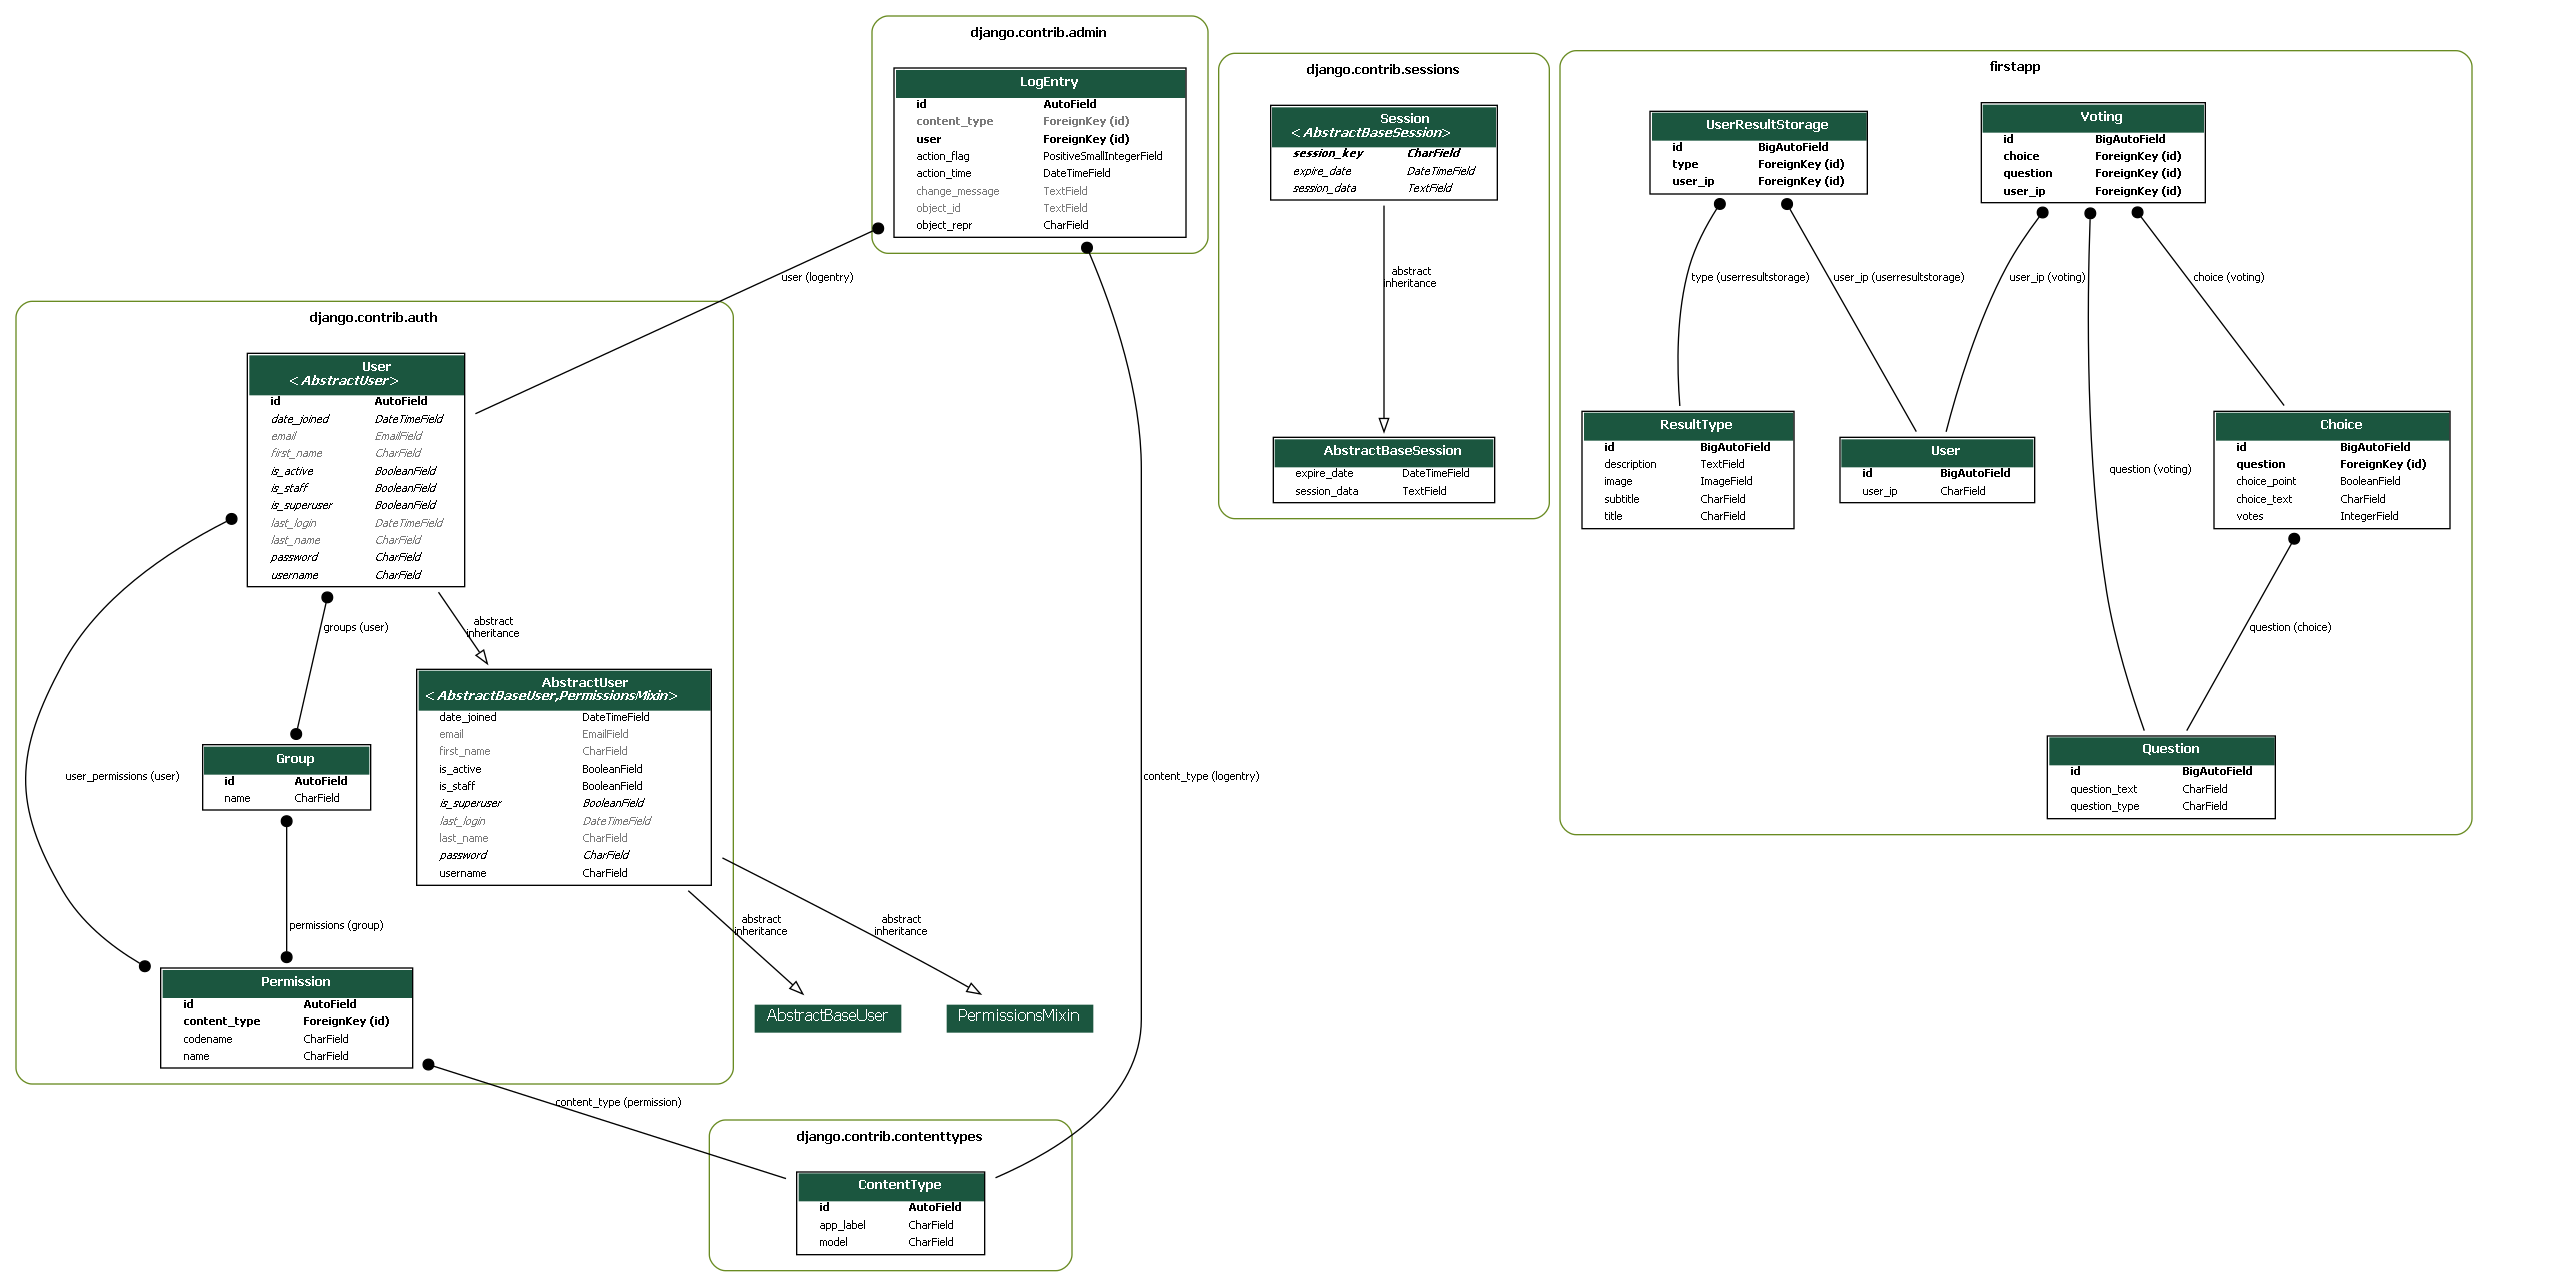 django.contrib.admin
LogEntry
id AutoField
content_type ForeignKey (id)
user ForeignKey (id)
action_flag PositiveSmallIntegerField
action_time DateTimeField
change_message TextField
object_id TextField
object_repr CharField
django.contrib.sessions
Session
<AbstractBaseSession>
session_key CharField
expire_date DateTimeField
session_data TextField
abstract
inheritance
AbstractBaseSession
expire_date DateTimeField
session_data TextField
firstapp
UserResultStorage
id BigAutoField
type ForeignKey (id)
user_ip ForeignKey (id)
Voting
id BigAutoField
choice ForeignKey (id)
question ForeignKey (id)
user_ip ForeignKey (id)
type (userresultstorage)
user_ip (userresultstorage)
user_ip (voting)
choice (voting)
ResultType
id BigAutoField
description TextField
image ImageField
subtitle CharField
title CharField
User
id BigAutoField
user_ip CharField
question (voting)
Choice
id BigAutoField
question ForeignKey (id)
choice_point BooleanField
choice_text CharField
votes IntegerField
question (choice)
Question
id BigAutoField
question_text CharField
question_type CharField
user (logentry)
django.contrib.auth
User
<AbstractUser>
id AutoField
date_joined DateTimeField
email EmailField
first_name CharField
is_active BooleanField
is_staff BooleanField
is_superuser BooleanField
last_login DateTimeField
last_name CharField
password CharField
username CharField
groups (user)
abstract
inheritance
AbstractUser
<AbstractBaseUser,PermissionsMixin>
date_joined DateTimeField
email EmailField
first_name CharField
is_active BooleanField
is_staff BooleanField
is_superuser BooleanField
last_login DateTimeField
last_name CharField
password CharField
username CharField
user_permissions (user)
Group
id AutoField
name CharField
permissions (group)
abstract
inheritance
abstract
inheritance
content_type (logentry)
Permission
id AutoField
content_type ForeignKey (id)
codename CharField
name CharField
AbstractBaseUser
PermissionsMixin
content_type (permission)
django.contrib.contenttypes
ContentType
id AutoField
app_label CharField
model CharField